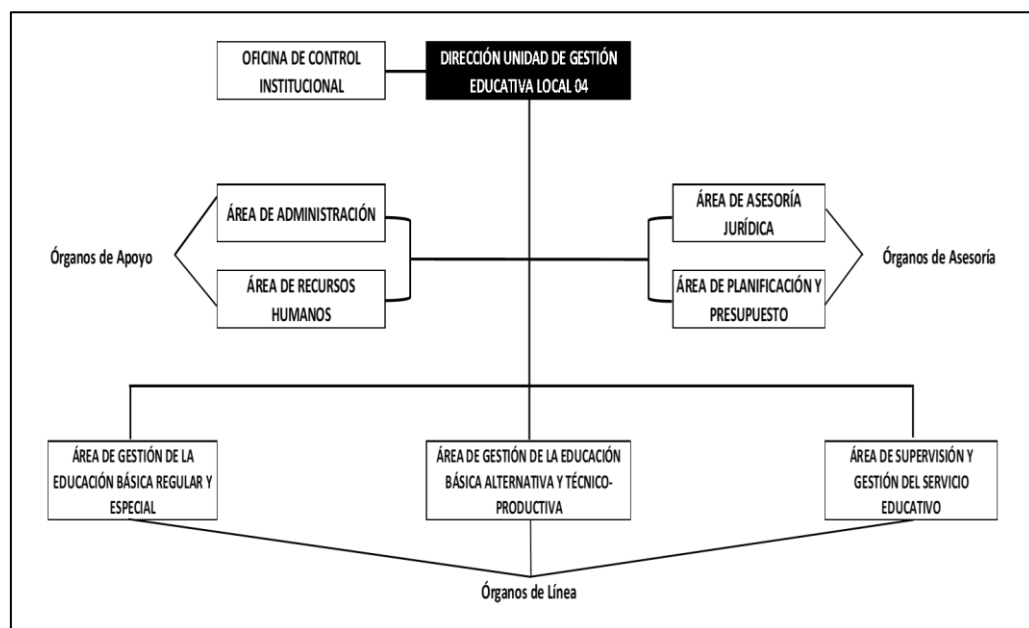 OFICINA DE CONTROL
INSTITUCIONAL
DIRECCIÓN UNIDAD DE GESTIÓN
EDUCATIVA LOCAL 04
ÁREA DE ADMINISTRACIÓN
ÁREA DE ASESORÍA
JURÍDICA
Órganos de Apoyo
Órganos de Asesoría
ÁREA DE RECURSOS
HUMANOS
ÁREA DE PLANIFICACIÓN Y
PRESUPUESTO
ÁREA DE GESTIÓN DE LA
EDUCACIÓN BÁSICA REGULAR Y
ESPECIAL
ÁREA DE GESTIÓN DE LA EDUCACIÓN
BÁSICA ALTERNATIVA Y TÉCNICO-
PRODUCTIVA
ÁREA DE SUPERVISIÓN Y
GESTIÓN DEL SERVICIO
EDUCATIVO
Órganos de Línea